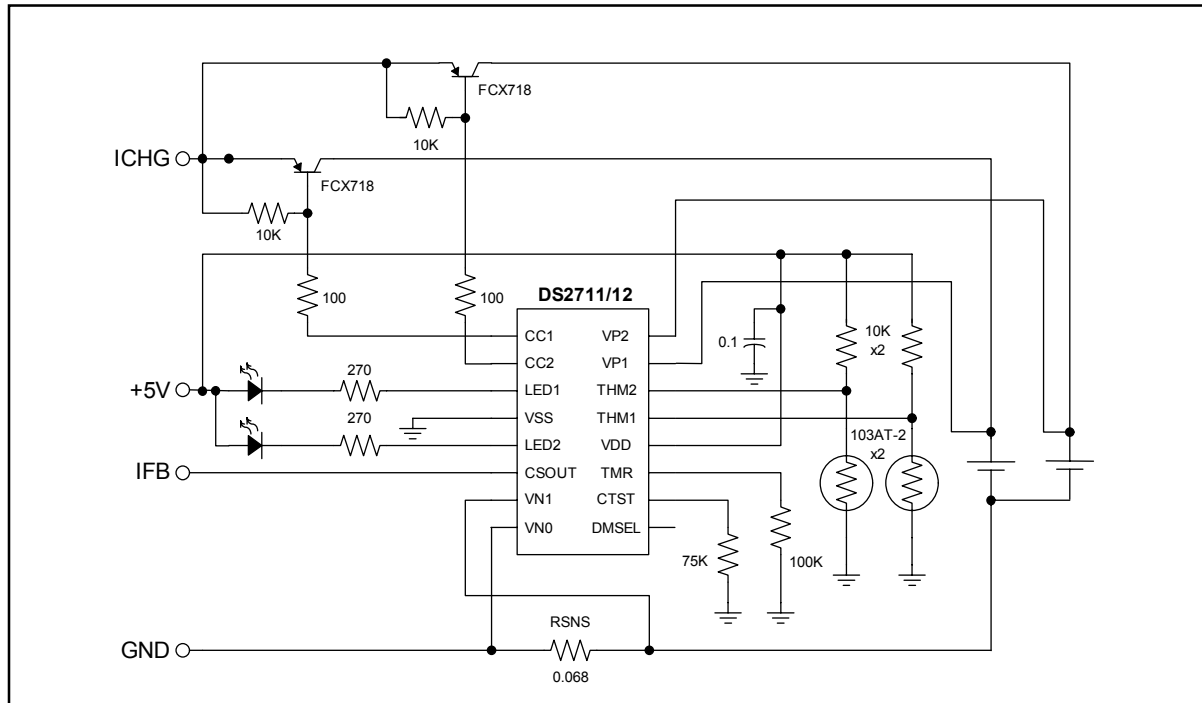 FCX718
10K
ICHG
FCX718
10K
100
100
DS2711/12
CC1
VP2
0.1
10K
x2
CC2
VP1
270
+5V
LED1
THM2
VSS
THM1
270
LED2
VDD
103AT-2
x2
IFB
CSOUT
TMR
VN1
CTST
VN0
DMSEL
75K
100K
RSNS
GND
0.068